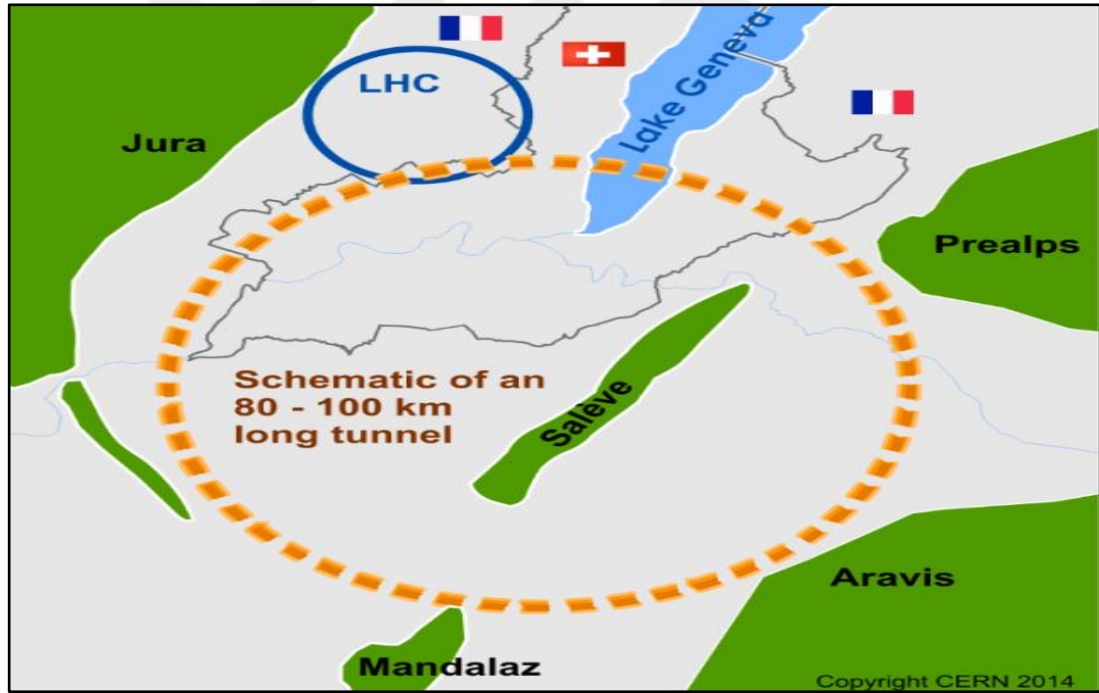 LHC
Lake Geneva
Jura
Prealps
Schematic of an
80 - 100 km
long tunnel
Salève
Aravis
Mandalaz
Copyright CERN 2014